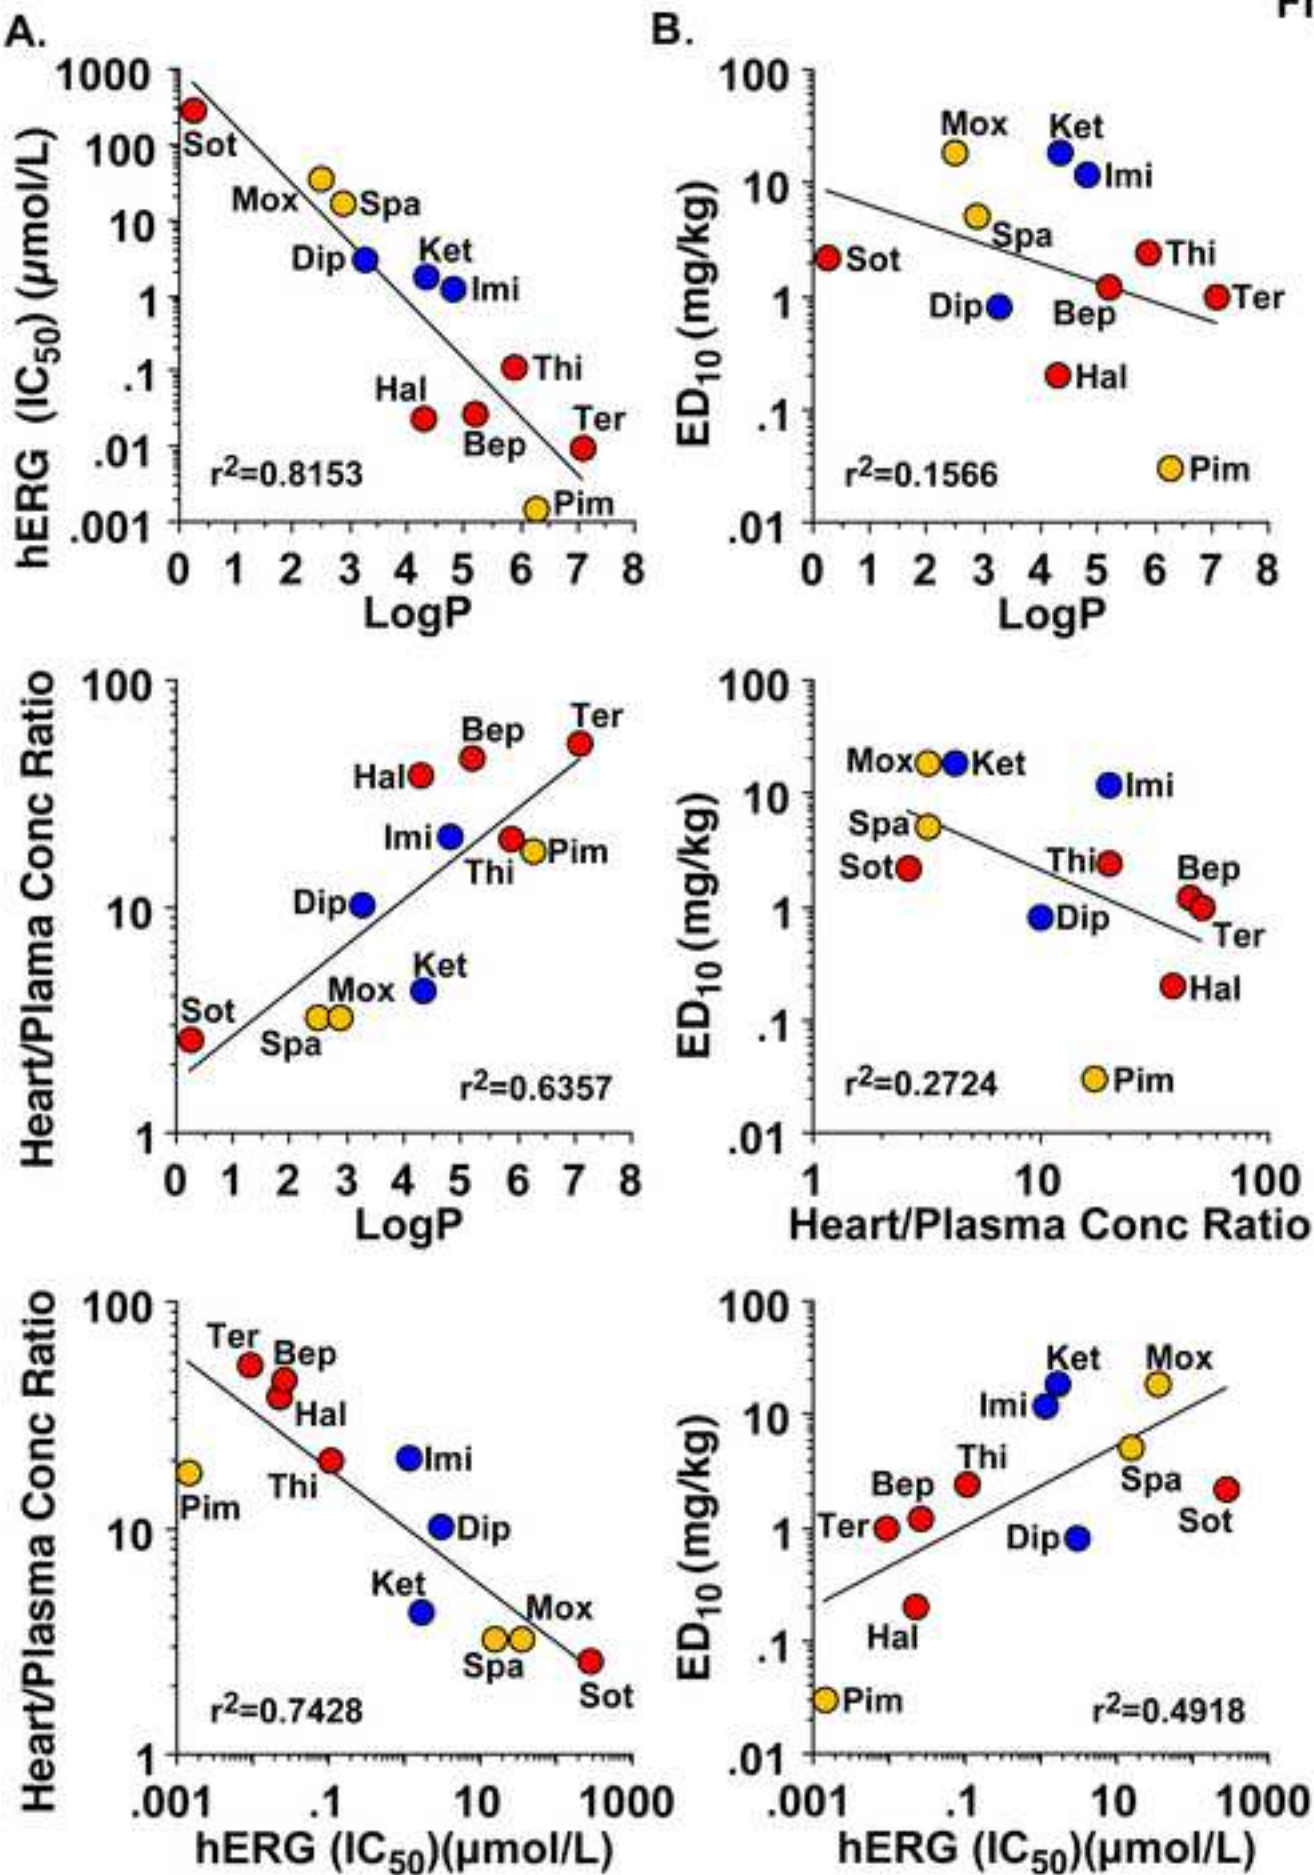 FI
A.
1000
100
10
1
.1
.01
.001
hERG (IC50) (µmol/L)
Sot
Mox
Spa
Dip
Ket
Imi
Hal
Thi
Bep
Ter
Pim
r2=0.8153
0 1 2 3 4 5 6 7 8
LogP
B.
100
10
1
.1
.01
ED10 (mg/kg)
Mox
Ket
Imi
Spa
Sot
Thi
Dip
Bep
Ter
Hal
Pim
r2=0.1566
0 1 2 3 4 5 6 7 8
LogP
100
10
1
Heart/Plama Conc Ratio
Ter
Bep
Hal
Imi
Thi
Pim
Dip
Ket
Mox
Sot
Spa
r2=0.6357
0 1 2 3 4 5 6 7 8
LogP
100
10
1
.1
.01
ED10 (mg/kg)
Mox
Ket
Imi
Spa
Sot
Thi
Bep
Dip
Ter
Hal
Pim
r2=0.2724
1 10 100
Heart/Plasma Conc Ratio
100
10
1
Heart/Plasma Conc Ratio
Ter
Bep
Hal
Imi
Thi
Pim
Dip
Ket
Mox
Spa
Sot
r2=0.7428
.001 .1 10 1000
hERG (IC50)(µmol/L)
100
10
1
.1
.01
ED10 (mg/kg)
Ket
Mox
Imi
Thi
Bep
Spa
Ter
Dip
Sot
Hal
Pim
r2=0.4918
.001 .1 10 1000
hERG (IC50)(µmol/L)